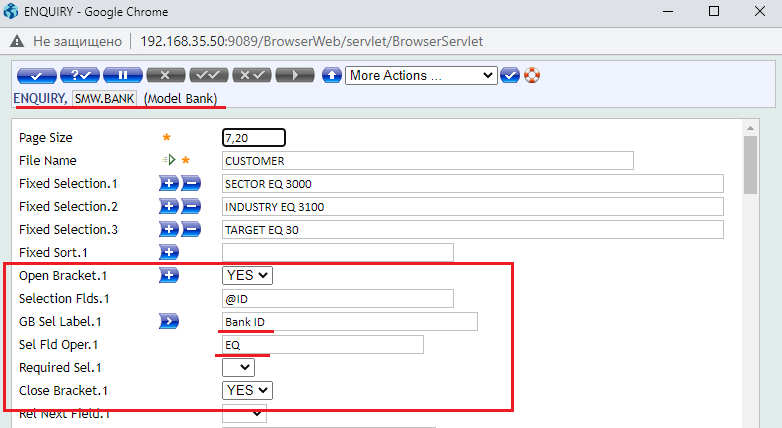 ENQUIRY - Google Chrome
Не защищено 192.168.35.50:9089/BrowserWeb/servlet/BrowserServlet
More Actions ...
ENQUIRY, SMW.BANK (Model Bank)
Page Size * 7,20
File Name * CUSTOMER
Fixed Selection.1 SECTOR EQ 3000
Fixed Selection.2 INDUSTRY EQ 3100
Fixed Selection.3 TARGET EQ 30
Fixed Sort.1
Open Bracket.1 YES
Selection Flds.1 @ID
GB Sel Label.1 Bank ID
Sel Fld Oper.1 EQ
Required Sel.1
Close Bracket.1 YES
Rel Next Field.1